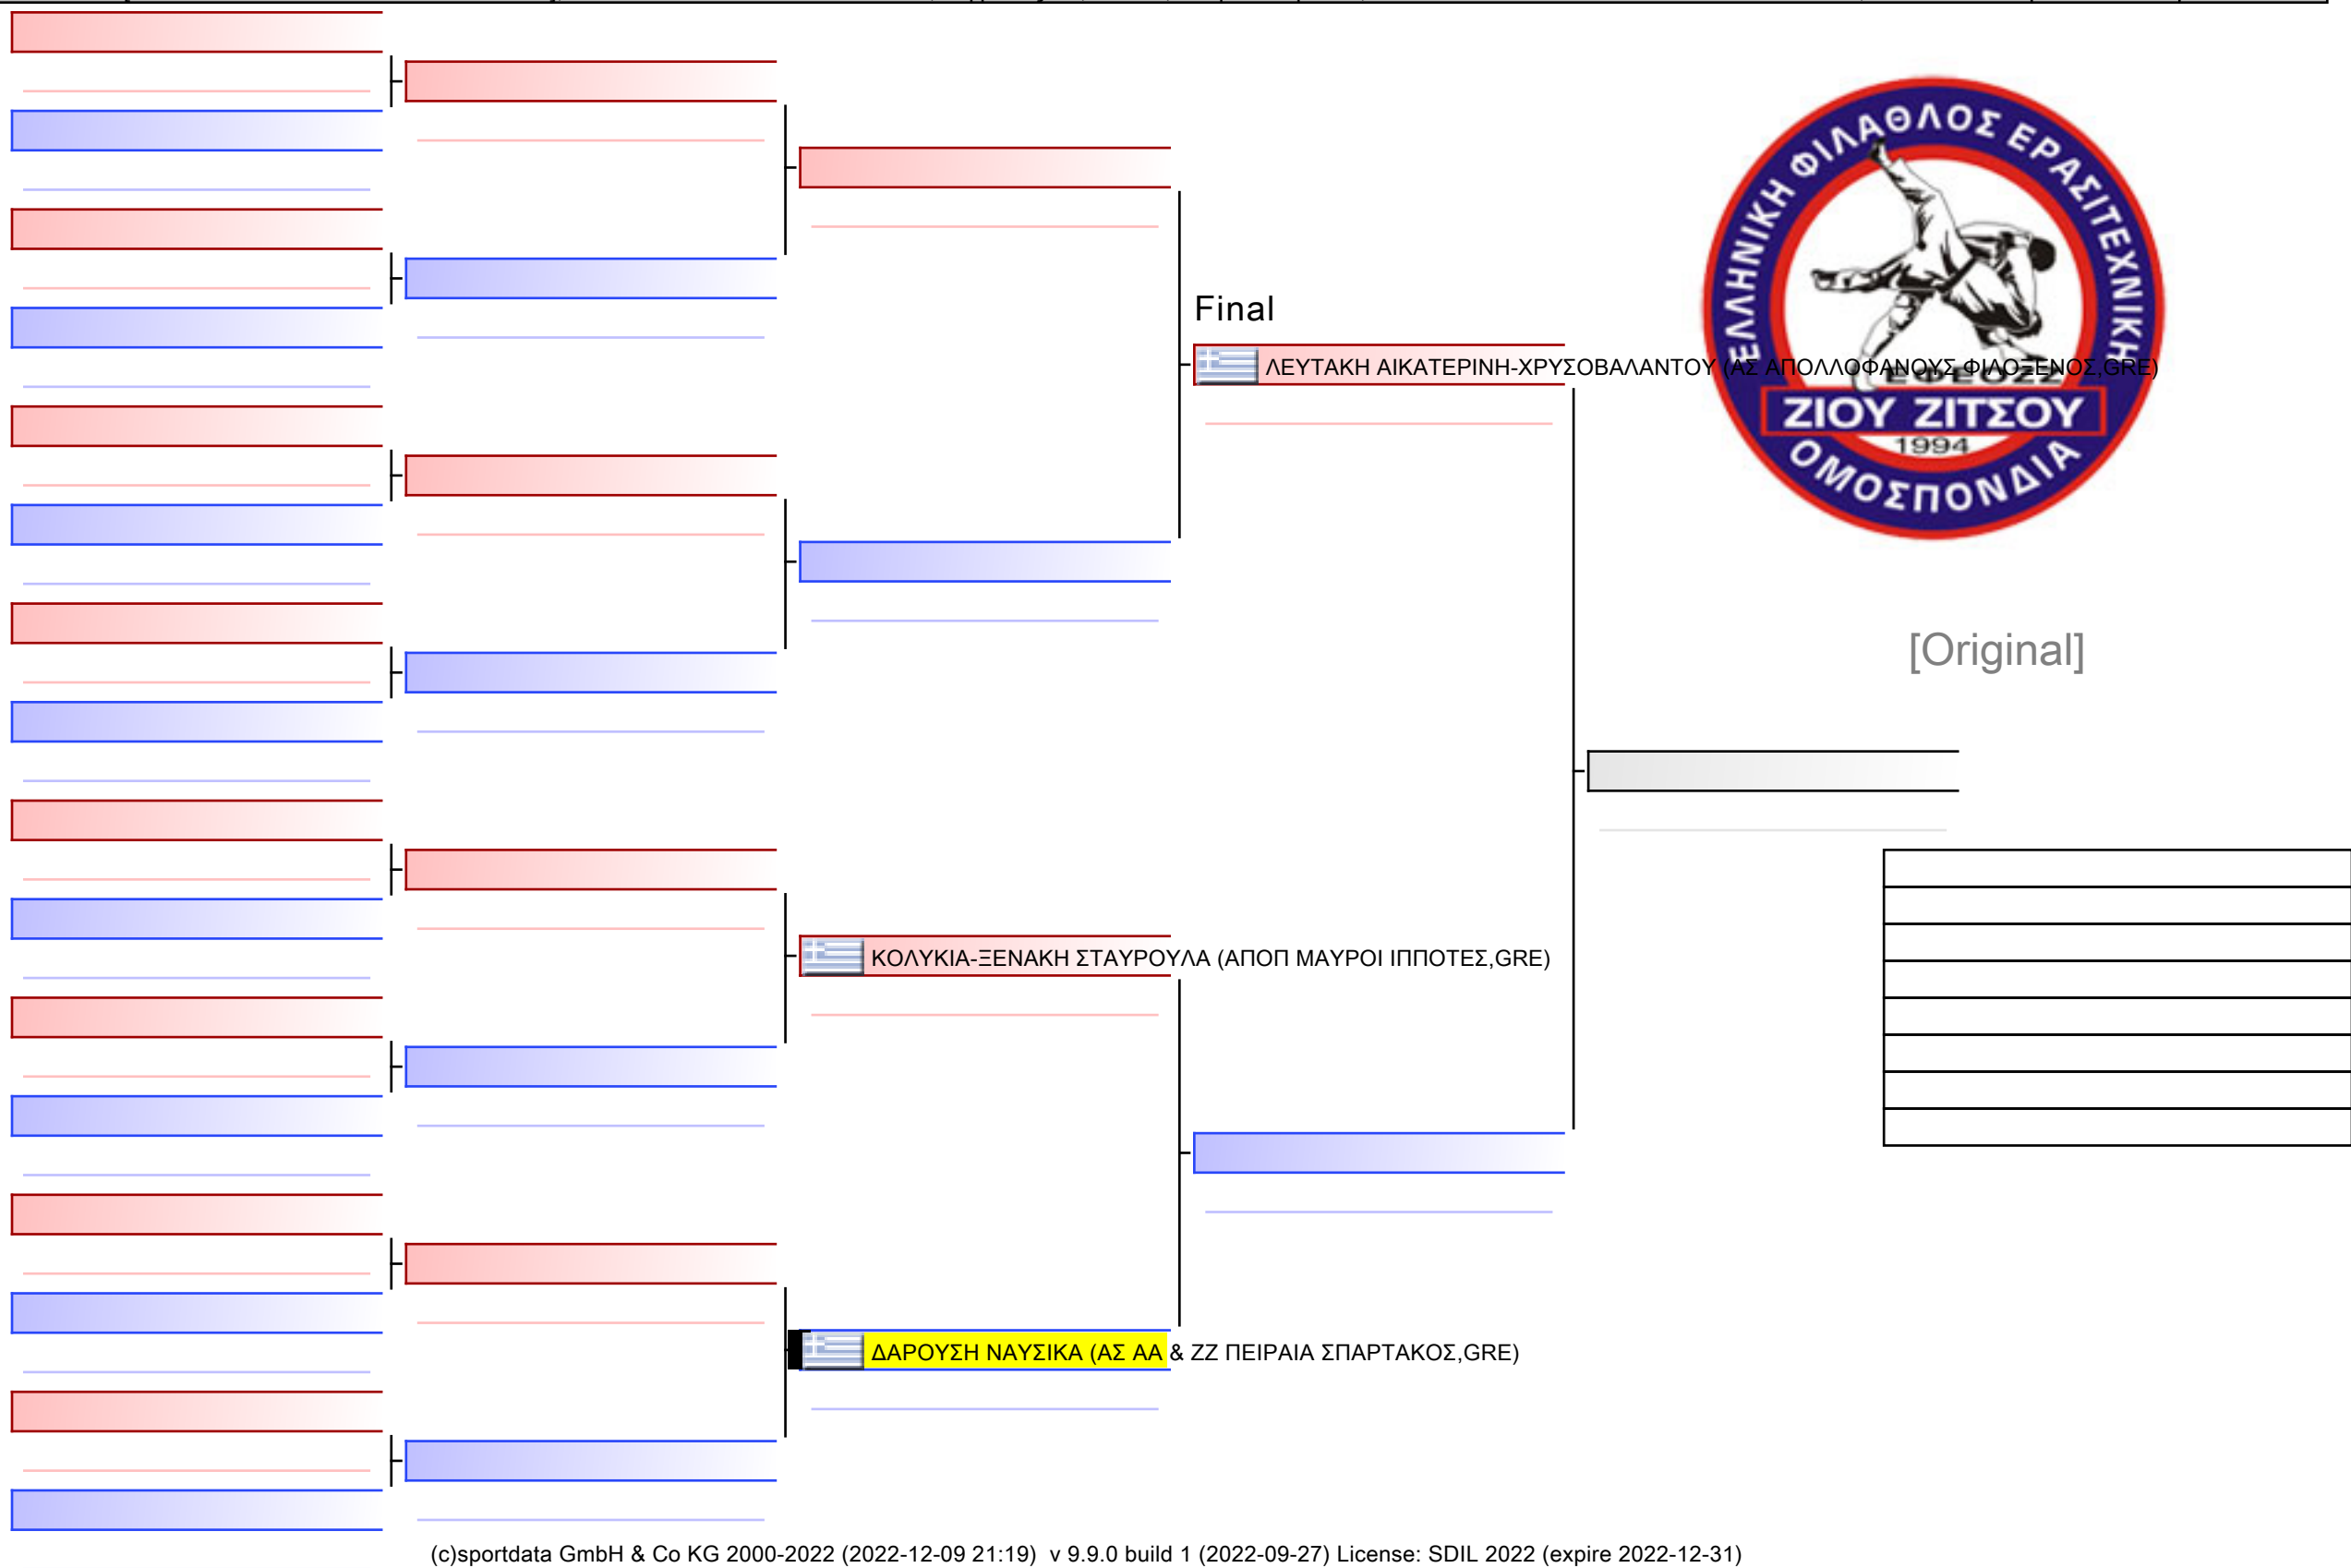 ΕΛΛΗΝΙΚΗ ΦΙΛΑΘΛΟΣ ΕΡΑΣΙΤΕΧΝΙΚΗ
Final
ΛΕΥΤΑΚΗ ΑΙΚΑΤΕΡΙΝΗ-ΧΡΥΣΟΒΑΛΑΝΤΟΥ (ΑΣ ΑΠΟΛΛΟΦΑΝΟΥΣ ΦΙΛΟΞΕΝΟΣ,GRE)
ΕΦΕΟΖΖ
ΖΙΟΥ ΖΙΤΣΟΥ
1994
ΟΜΟΣΠΟΝΔΙΑ
[Original]
ΚΟΛΥΚΙΑ-ΞΕΝΑΚΗ ΣΤΑΥΡΟΥΛΑ (ΑΠΟΠ ΜΑΥΡΟΙ ΙΠΠΟΤΕΣ,GRE)
ΔΑΡΟΥΣΗ ΝΑΥΣΙΚΑ (ΑΣ ΑΑ & ΖΖ ΠΕΙΡΑΙΑ ΣΠΑΡΤΑΚΟΣ,GRE)
(c)sportdata GmbH & Co KG 2000-2022 (2022-12-09 21:19) v 9.9.0 build 1 (2022-09-27) License: SDIL 2022 (expire 2022-12-31)